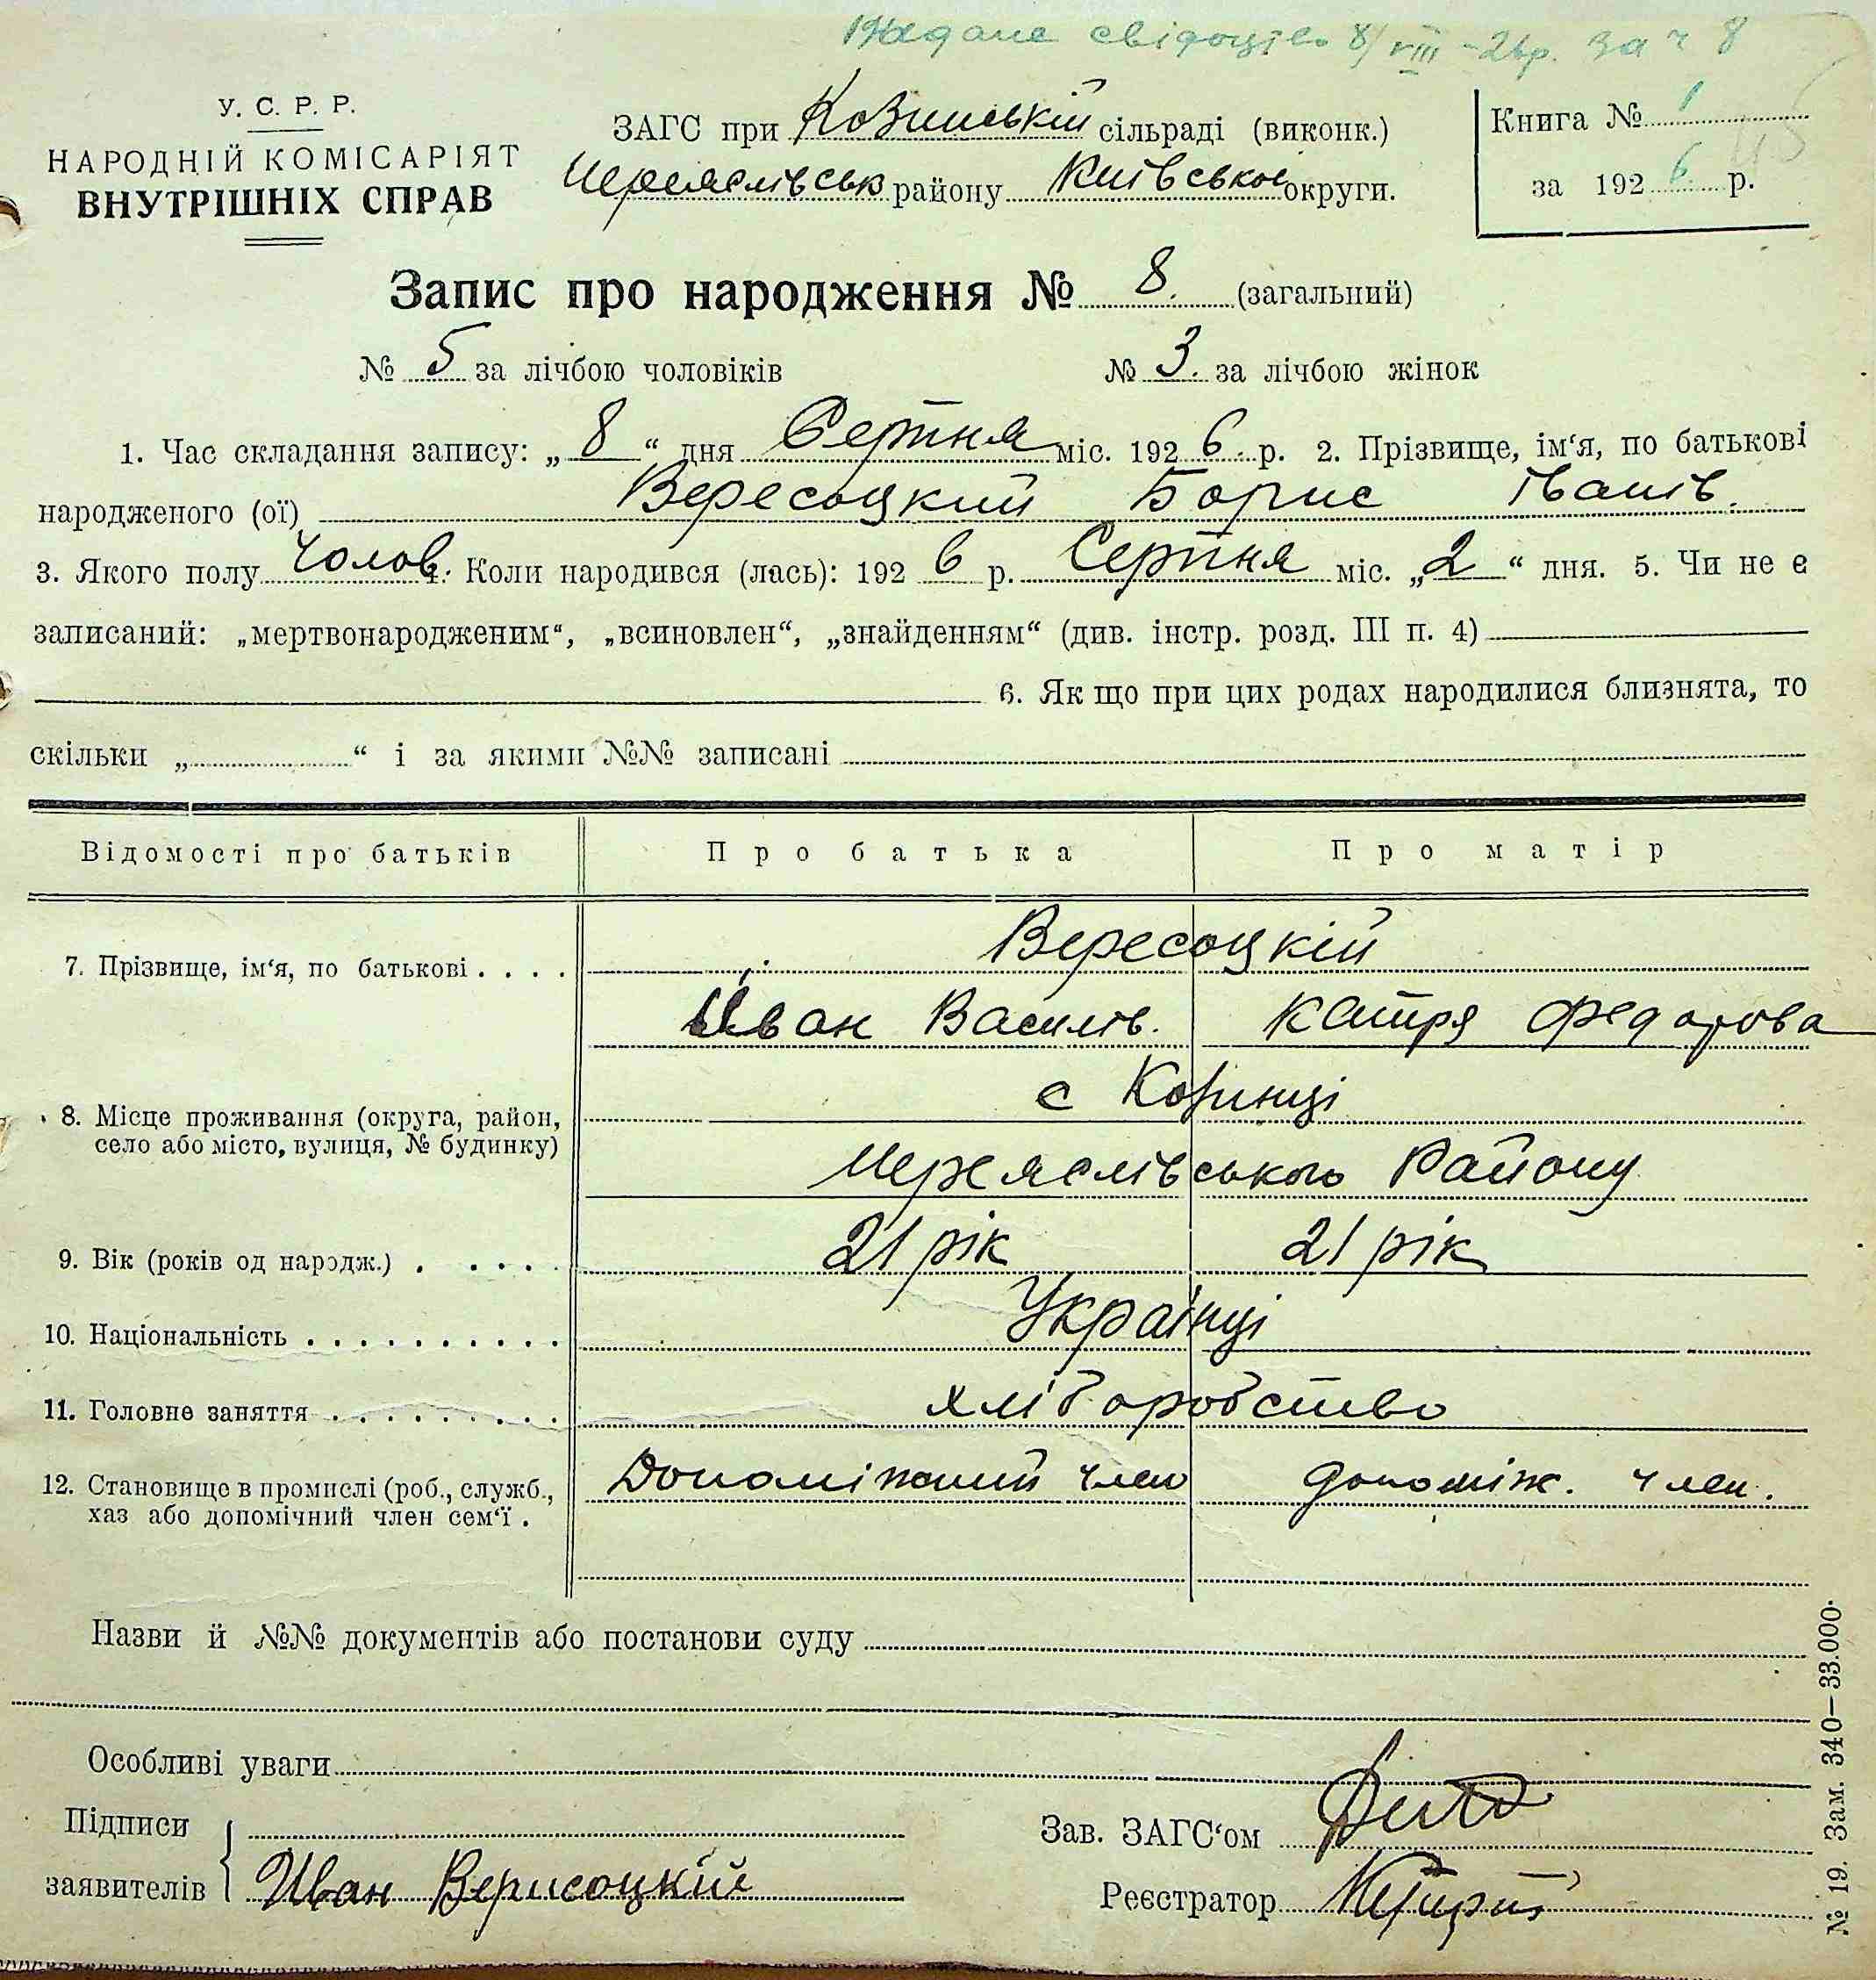 Видане свідоцтво 8/VIII - 26р. за ч 8
У. С. Р. Р.
НАРОДНІЙ КОМІСАРІЯТ
ВНУТРІШНІХ СПРАВ
ЗАГС при Козинській сільраді (виконк.)
Переяслівськ району Київської округи.
Книга № 1
за 1926 р.
45
Запис про народження № 8. (загальний)
№ 5 за лічбою чоловіків № 3. за лічбою жінок
1. Час складання запису: „8“ дня Серпня міс. 1926 р. 2. Прізвище, ім‘я, по батькові
народженого (ої) Вересоцкий Борис Іванів.
3. Якого полу чолов. 4. Коли народився (лась): 1926 р. Серпня міс. „2“ дня. 5. Чи не є
записаний: „мертвонародженим“, „всиновлен“, „знайденням“ (див. інстр. розд. III п. 4)
6. Як що при цих родах народилися близнята, то
скільки „ “ і за якими №№ записані
Відомості про батьків Про батька Про матір
7. Прізвище, ім‘я, по батькові . . . . Вересоцкій
Іван Василів. Катря Федорова
8. Місце проживання (округа, район, село або місто, вулиця, № будинку) с
Переяслівського Району
9. Вік (років од народж.) . . . . . 21 рік 21 рік
10. Національність . . . . . . . . . . Українці
11. Головне заняття . . . . . . . . . хліборобство
12. Становище в промислі (роб., служб., хаз або допомічний член сем‘ї . Допоміжний член допоміж. член.
Назви й №№ документів або постанови суду
Особливі уваги
Підписи
заявителів Иван Верисоцкий
Зав. ЗАГС‘ом
Реєстратор
№ 19. Зам. 340—33.000.